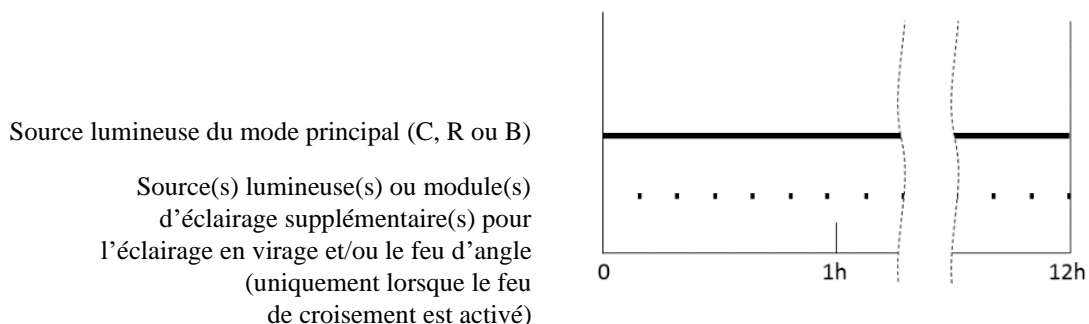 Source lumineuse du mode principal (C, R ou B)
Source(s) lumineuse(s) ou module(s)
d’éclairage supplémentaire(s) pour
l’éclairage en virage et/ou le feu d’angle
(uniquement lorsque le feu
de croisement est activé)
0 1h 12h